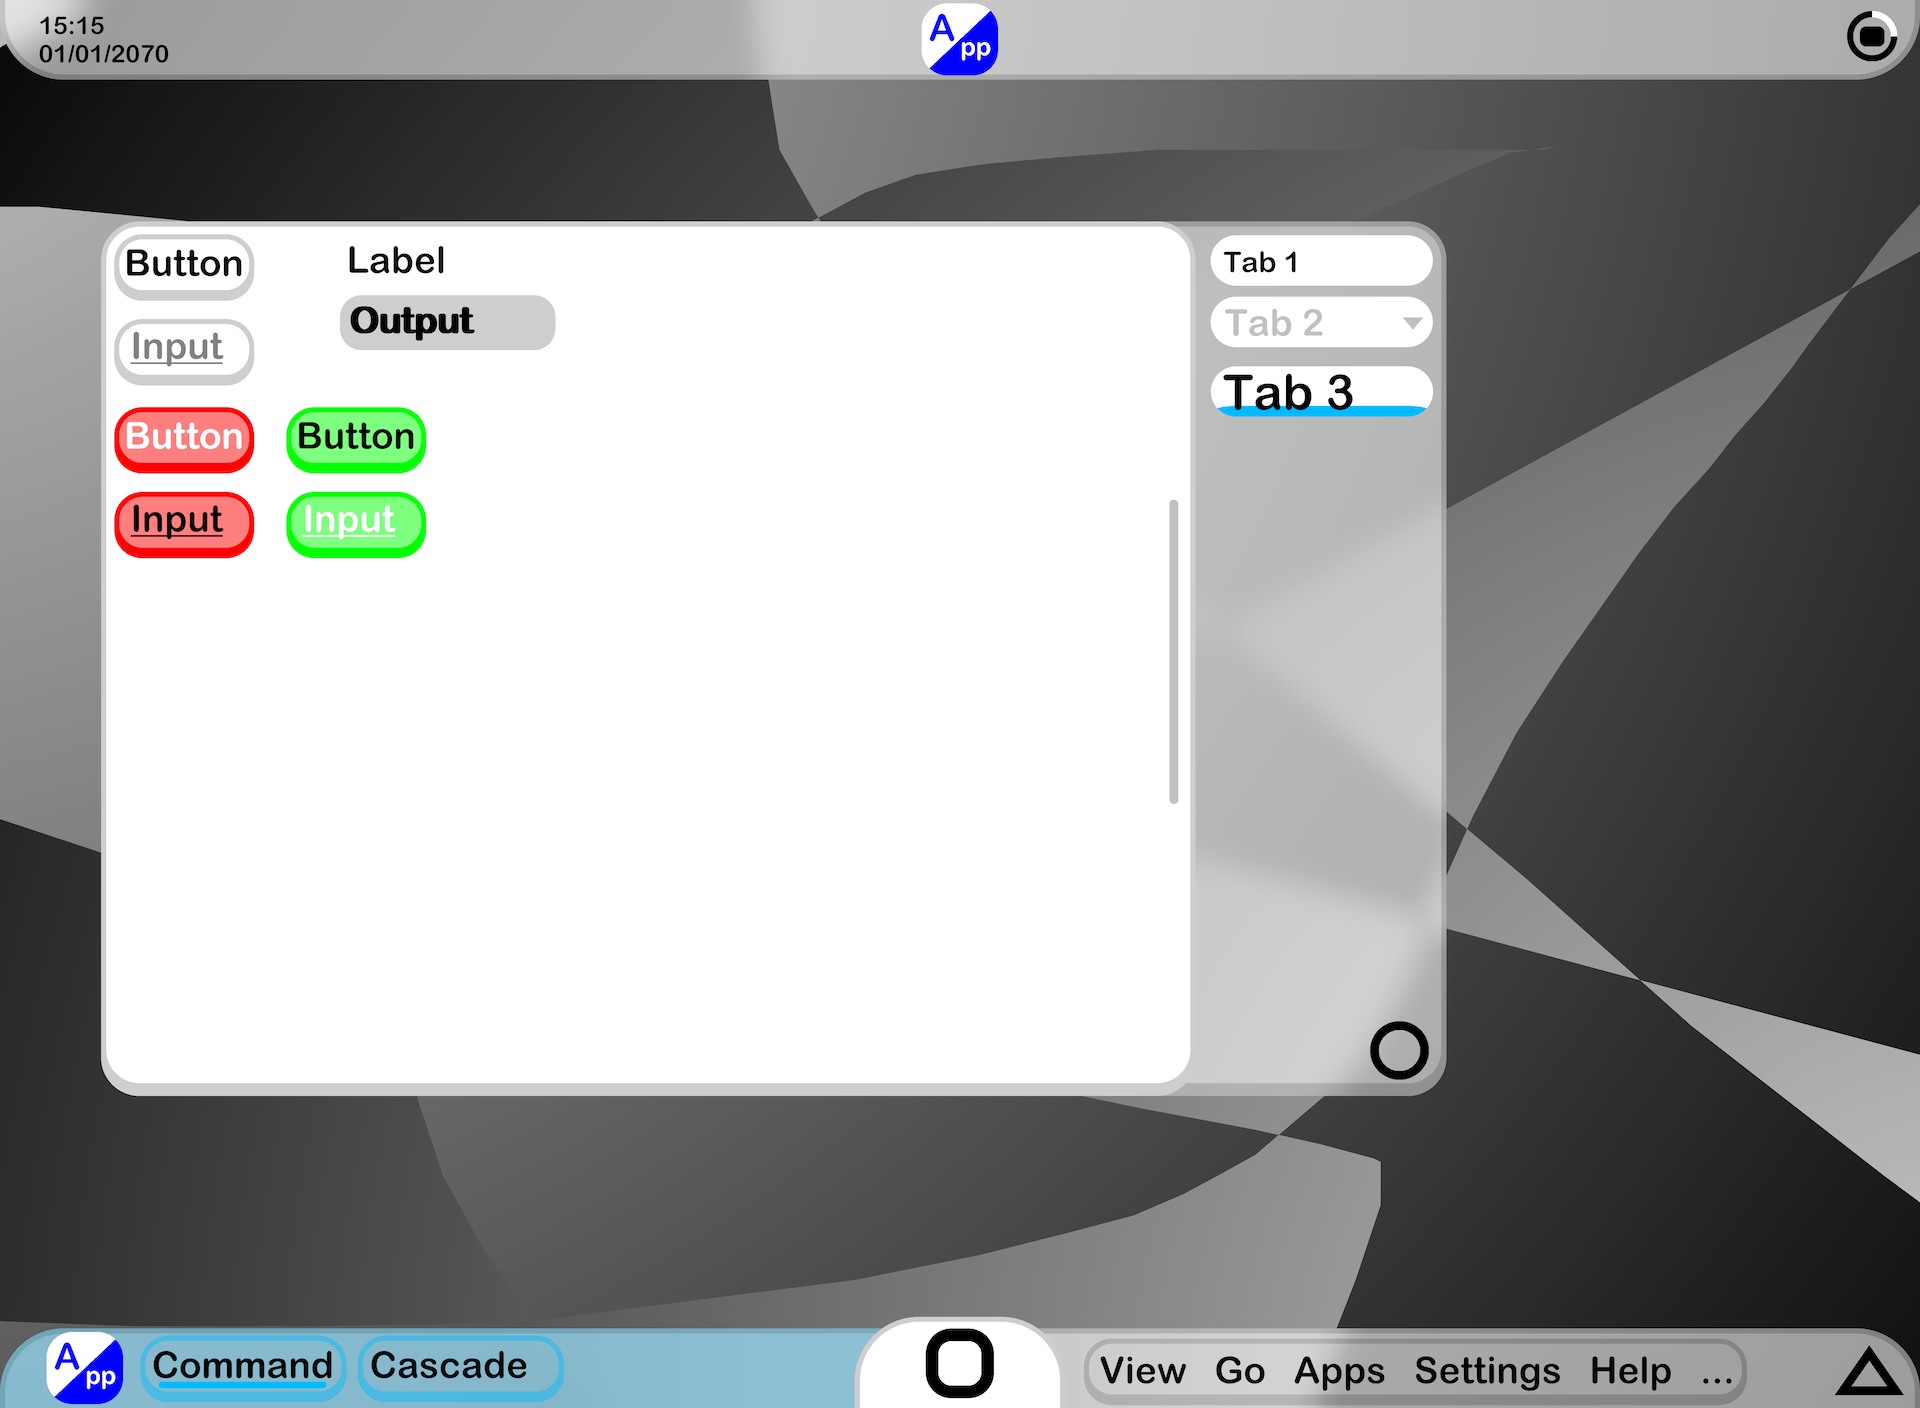 15:15
01/01/2070
App
Button
Label
Output
Input
Button
Button
Input
Input
Tab 1
Tab 2
Tab 3
App
Command
Cascade
View Go Apps Settings Help ...